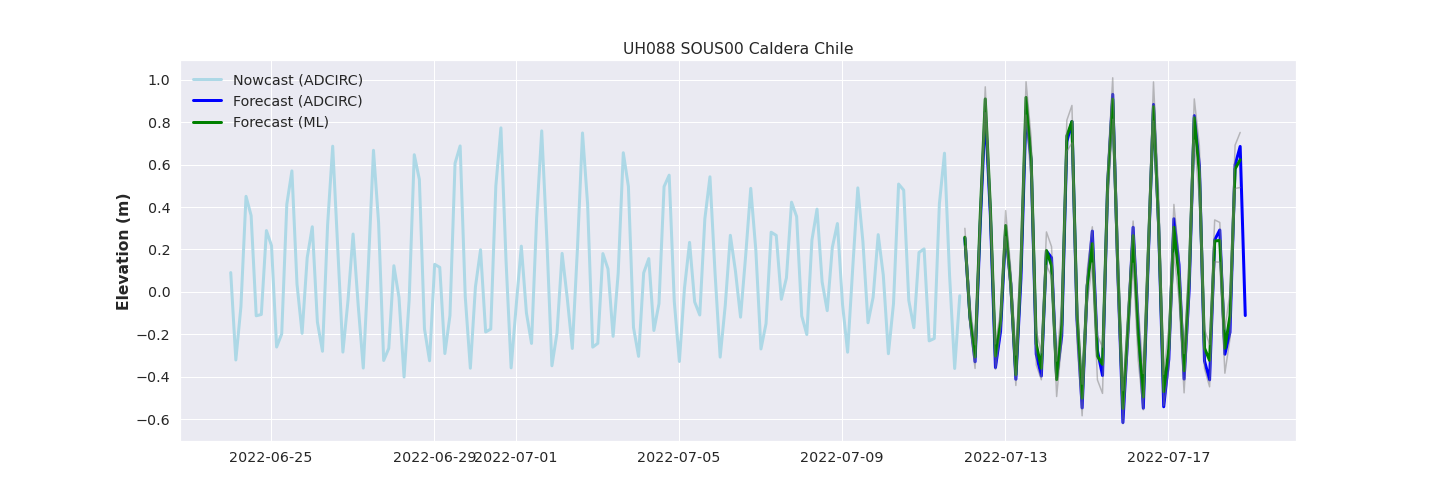 UH088 SOUS00 Caldera Chile
Nowcast (ADCIRC)
Forecast (ADCIRC)
Forecast (ML)
Elevation (m)
1.0
0.8
0.6
0.4
0.2
0.0
−0.2
−0.4
−0.6
2022-06-25 2022-06-29 2022-07-01 2022-07-05 2022-07-09 2022-07-13 2022-07-17